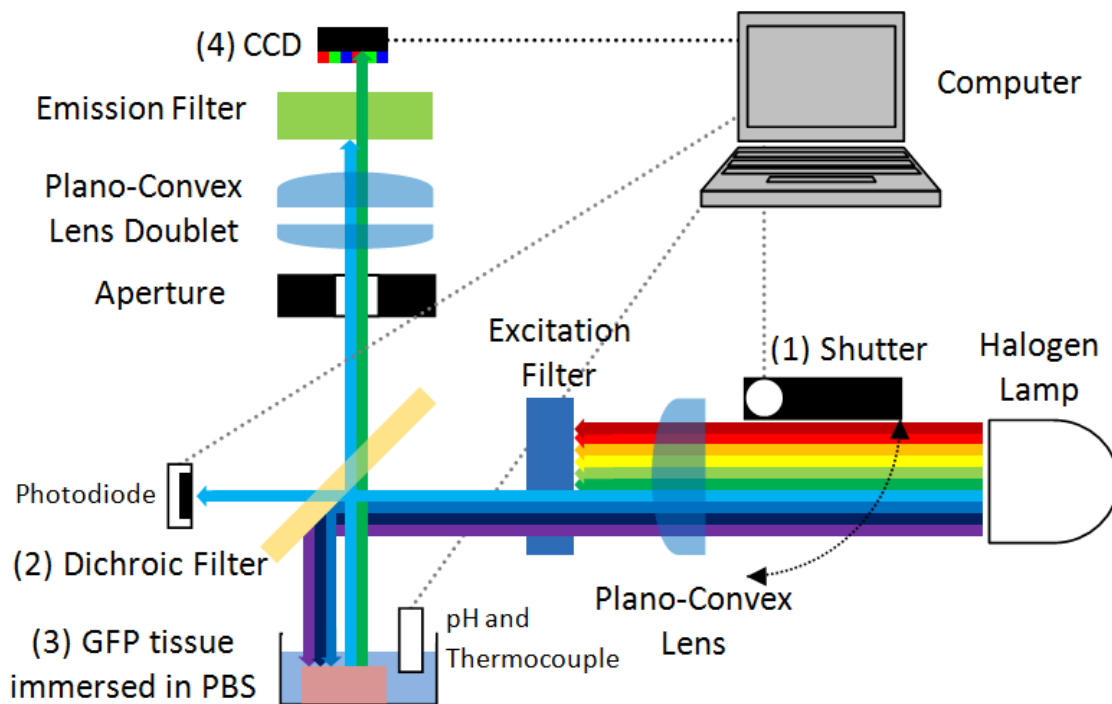 (4) CCD
Computer
Emission Filter
Plano-Convex
Lens Doublet
Aperture
Excitation
Filter
(1) Shutter
Halogen
Lamp
Photodiode
(2) Dichroic Filter
Plano-Convex
Lens
pH and
Thermocouple
(3) GFP tissue
immersed in PBS